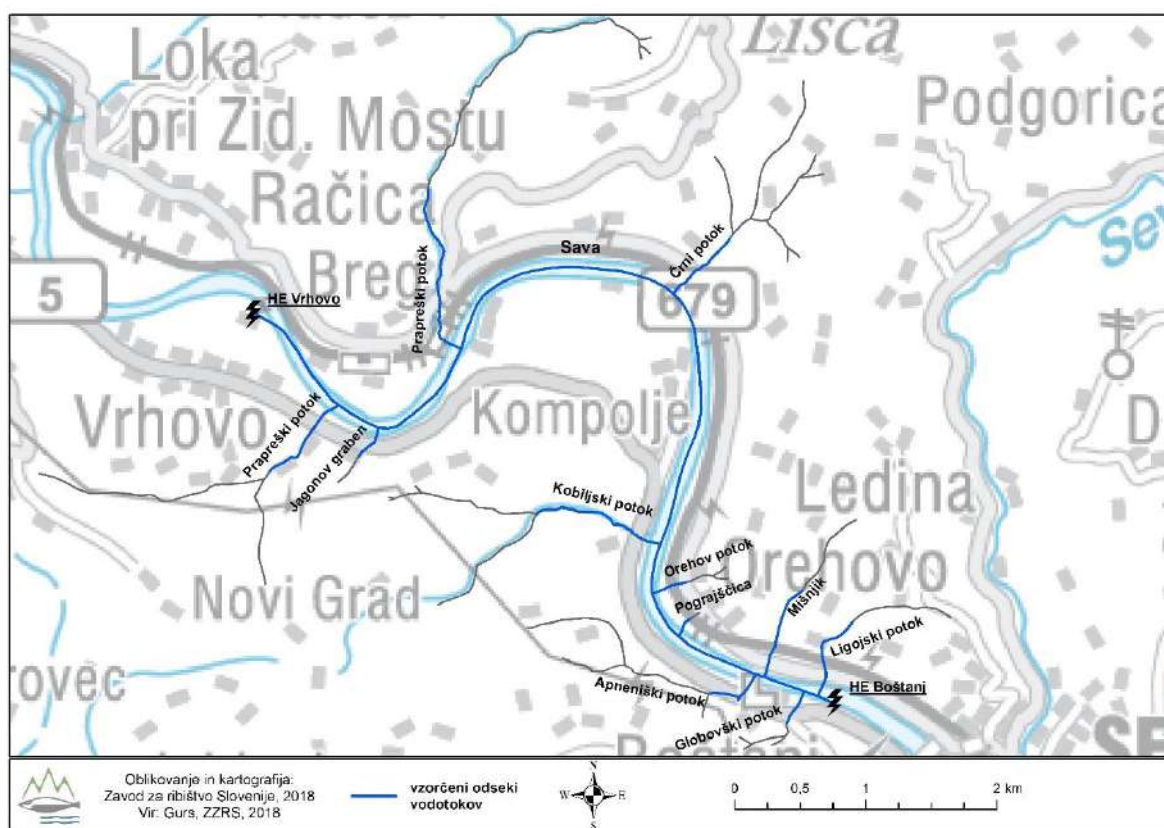 Lisca
Loka
pri Zid. Mostu
Podgorica
Račica
Sava
Črni potok
Breg
5
HE Vrhovo
Prapreški potok
679
Vrhovo
Kompolje
Prapreški potok
Jagonov graben
Ledina
Kobiljski potok
Orehov potok
Orehovo
Novi Grad
Pograjščica
Mišnjik
Ligojski potok
Apneniški potok
HE Boštanj
Globovški potok
Oblikovanje in kartografija:
Zavod za ribištvo Slovenije, 2018
Vir: Gurs, ZZRS, 2018
vzorčeni odseki
vodotokov
N
W E
S
0 0,5 1 2 km